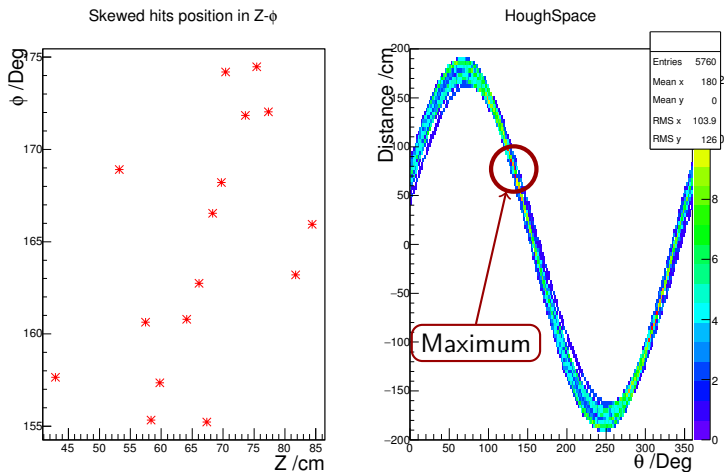 Skewed hits position in Z-ϕ
ϕ /Deg
175
170
165
160
155
45 50 55 60 65 70 75 80 85
Z /cm
HoughSpace
Distance /cm
200
150
100
50
0
−50
−100
−150
−200
0 50 100 150 200 250 300 350
θ /Deg
Maximum
Entries 5760
Mean x 180
Mean y 0
RMS x 103.9
RMS y 126
2
0
8
6
4
2
0